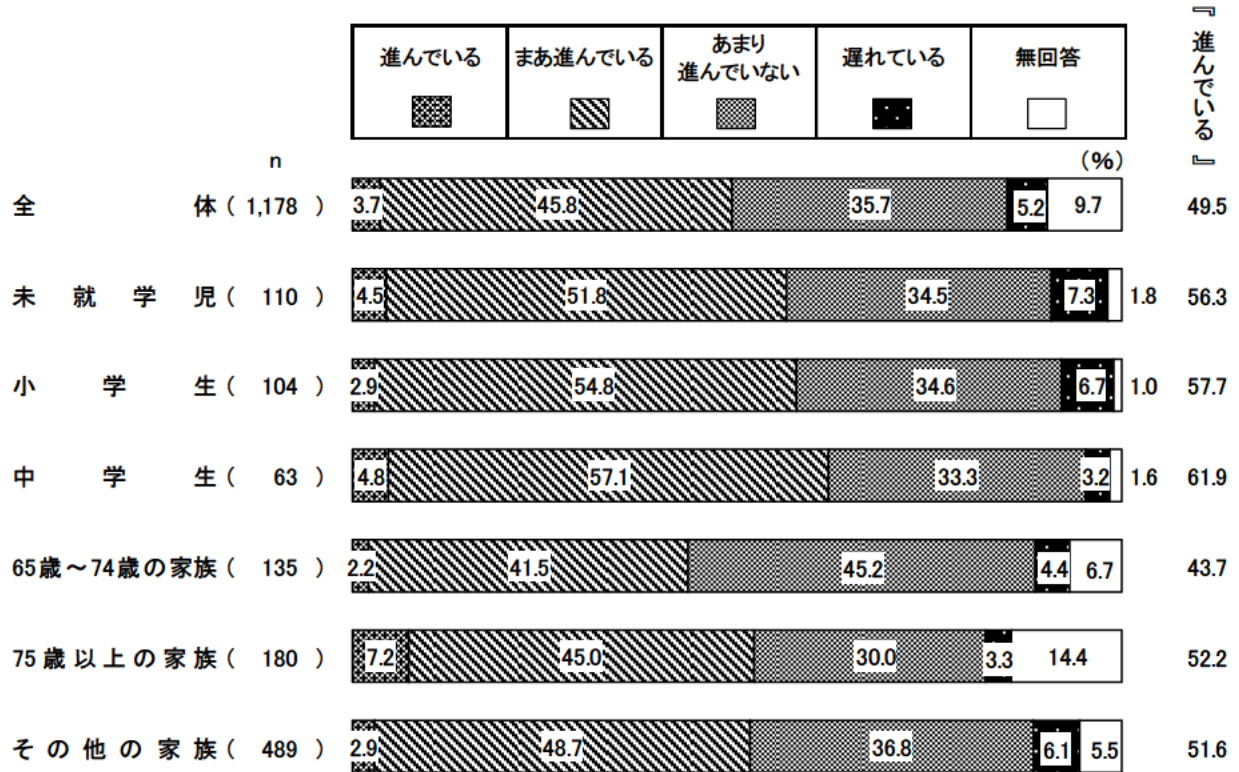 進んでいる まあ進んでいる あまり進んでいない 遅れている 無回答 『進んでいる』
n (%)
全体 ( 1,178 ) 3.7 45.8 35.7 5.2 9.7 49.5
未就学児 ( 110 ) 4.5 51.8 34.5 7.3 1.8 56.3
小学生 ( 104 ) 2.9 54.8 34.6 6.7 1.0 57.7
中学生 ( 63 ) 4.8 57.1 33.3 3.2 1.6 61.9
65歳～74歳の家族 ( 135 ) 2.2 41.5 45.2 4.4 6.7 43.7
75歳以上の家族 ( 180 ) 7.2 45.0 30.0 3.3 14.4 52.2
その他の家族 ( 489 ) 2.9 48.7 36.8 6.1 5.5 51.6